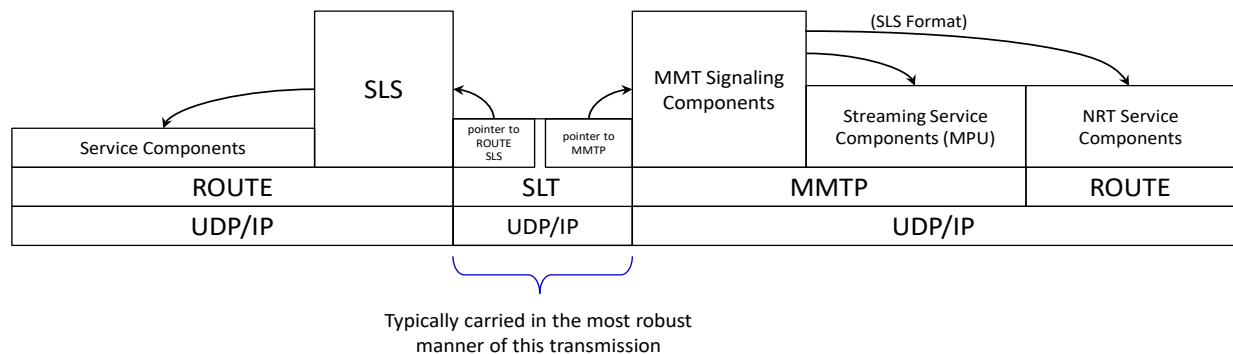 (SLS Format)
SLS
MMT Signaling
Components
Service Components
pointer to
ROUTE
SLS
pointer to
MMTP
Streaming Service
Components (MPU)
NRT Service
Components
ROUTE
SLT
MMTP
ROUTE
UDP/IP
UDP/IP
UDP/IP
Typically carried in the most robust
manner of this transmission